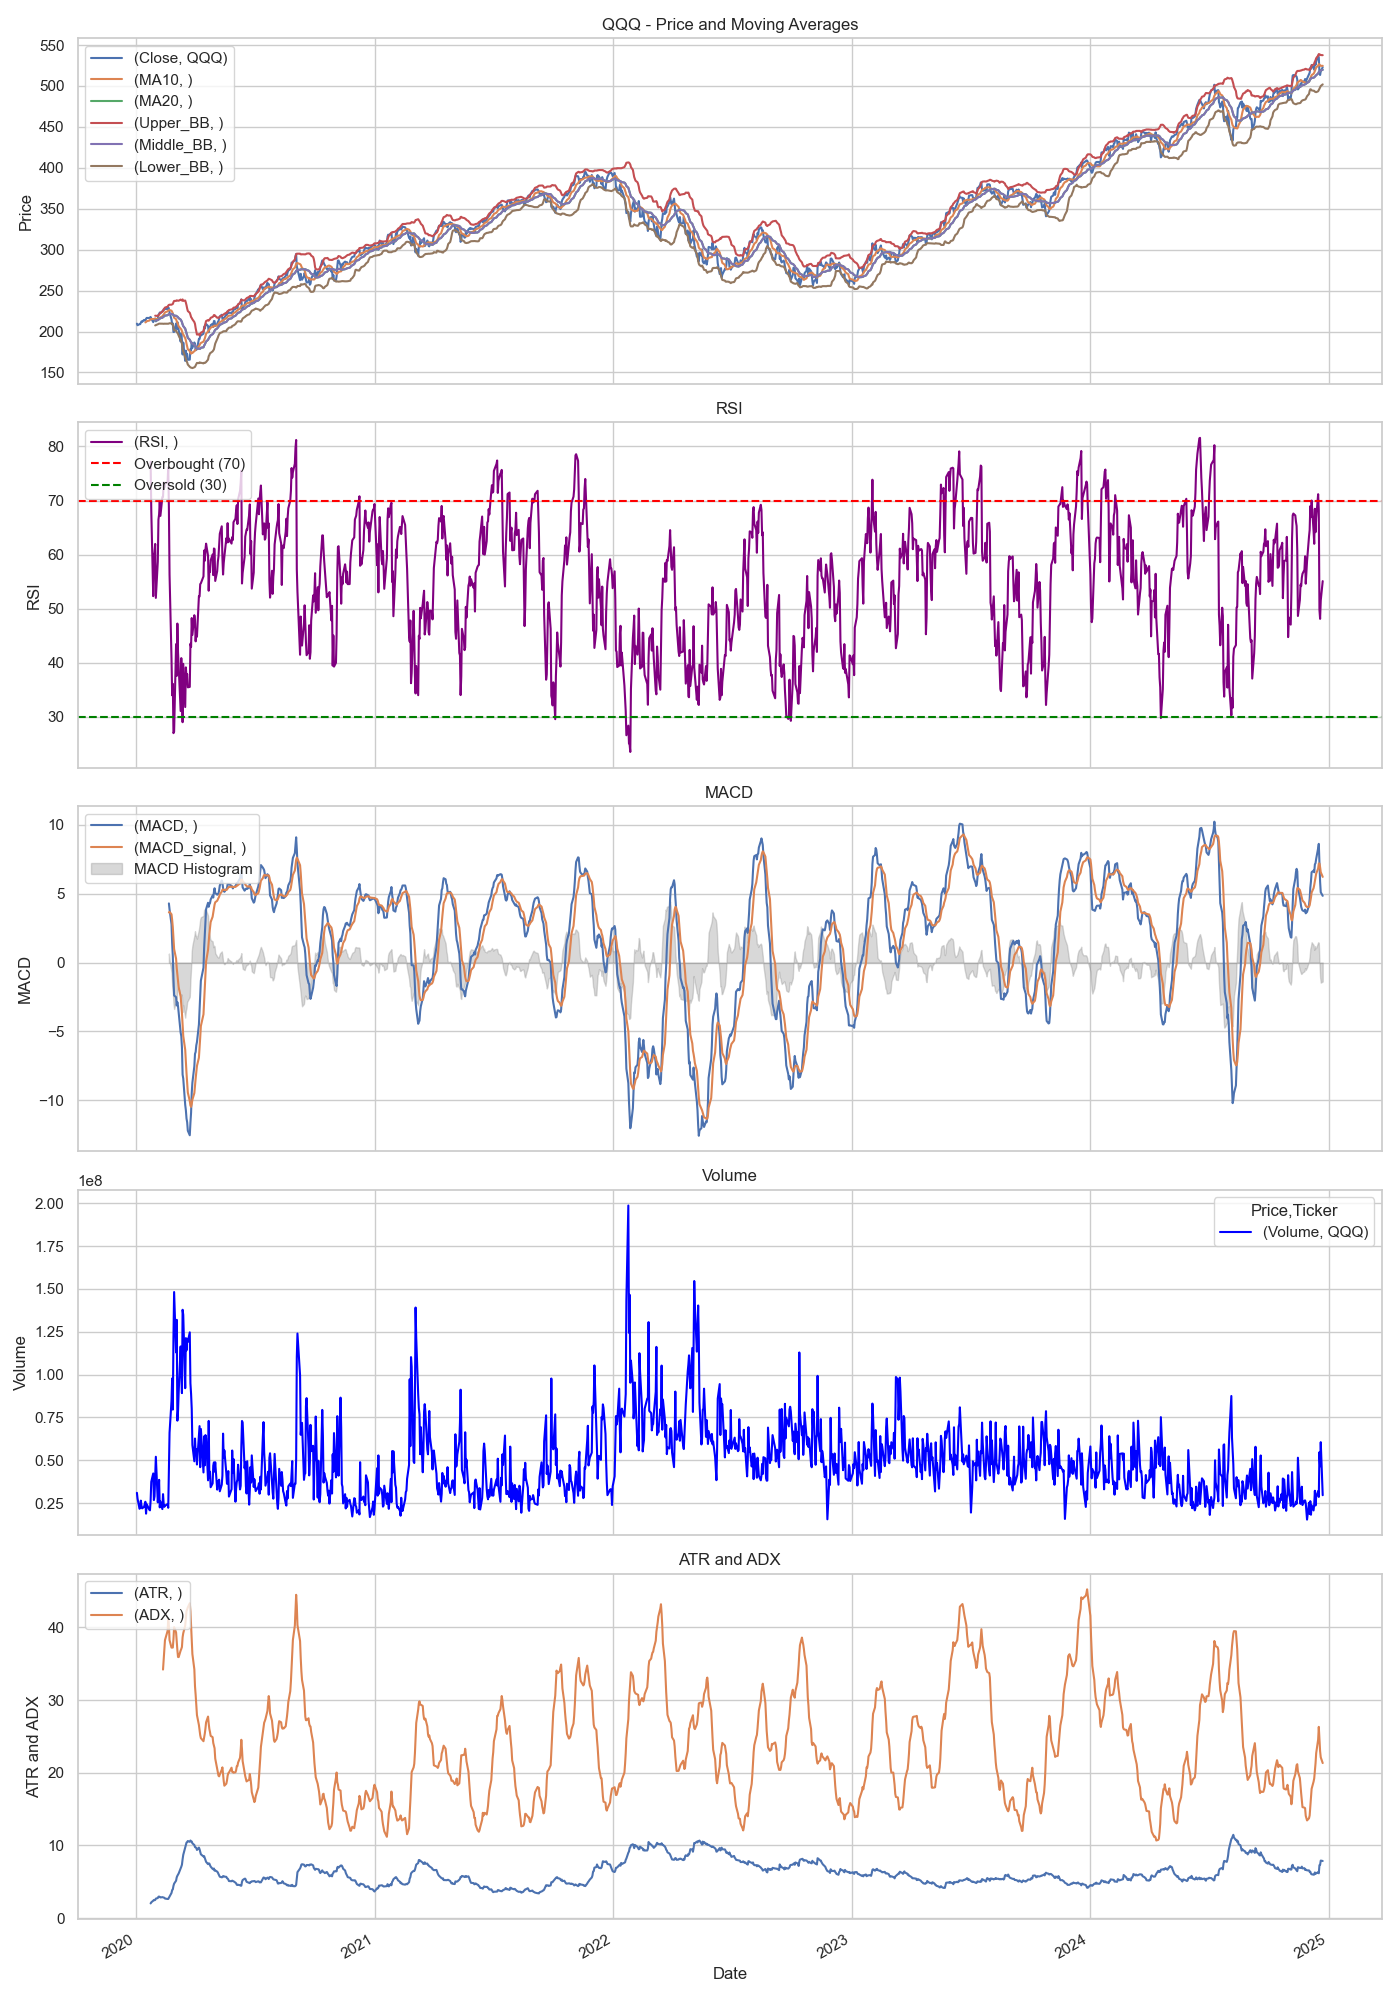 QQQ - Price and Moving Averages
550
500
450
400
350
300
250
200
150
Price
(Close, QQQ)
(MA10, )
(MA20, )
(Upper_BB, )
(Middle_BB, )
(Lower_BB, )
RSI
80
70
60
50
40
30
RSI
(RSI, )
Overbought (70)
Oversold (30)
MACD
10
5
0
−5
−10
MACD
(MACD, )
(MACD_signal, )
MACD Histogram
Volume
1e8
2.00
1.75
1.50
1.25
1.00
0.75
0.50
0.25
Volume
Price,Ticker
(Volume, QQQ)
ATR and ADX
40
30
20
10
0
ATR and ADX
(ATR, )
(ADX, )
2020
2021
2022
2023
2024
2025
Date